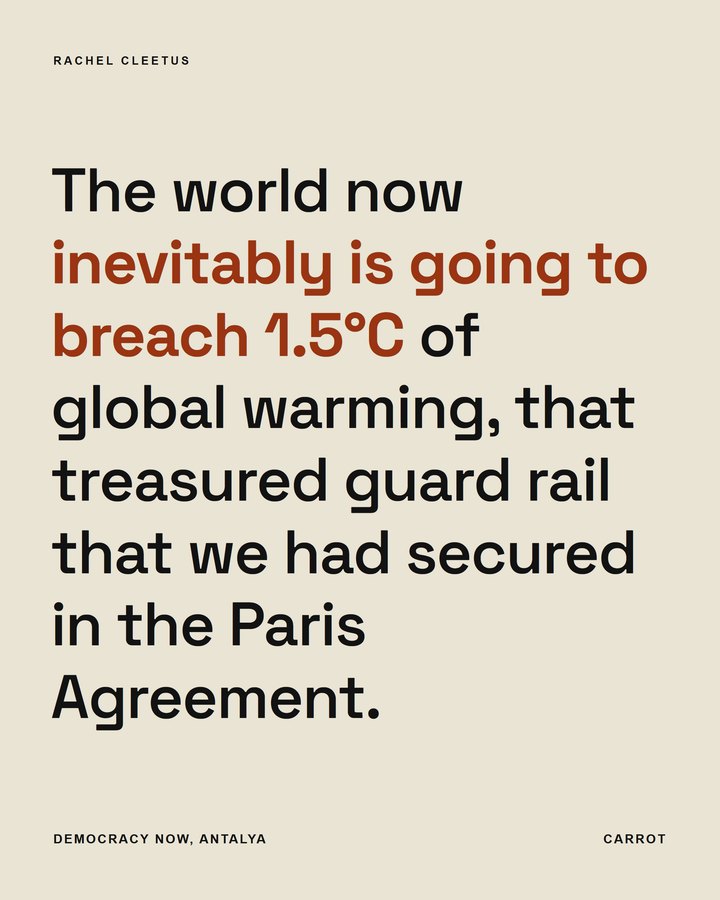 RACHEL CLEETUS
The world now
inevitably is going to
breach 1.5°C of
global warming, that
treasured guard rail
that we had secured
in the Paris
Agreement.
DEMOCRACY NOW, ANTALYA
CARROT